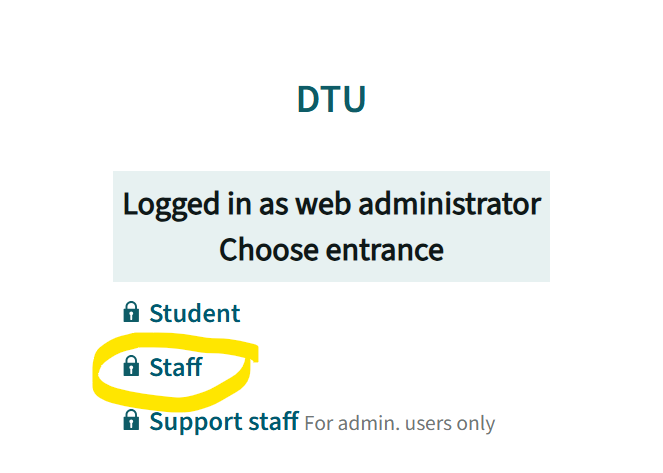 DTU
Logged in as web administrator
Choose entrance
Student
Staff
Support staff For admin. users only